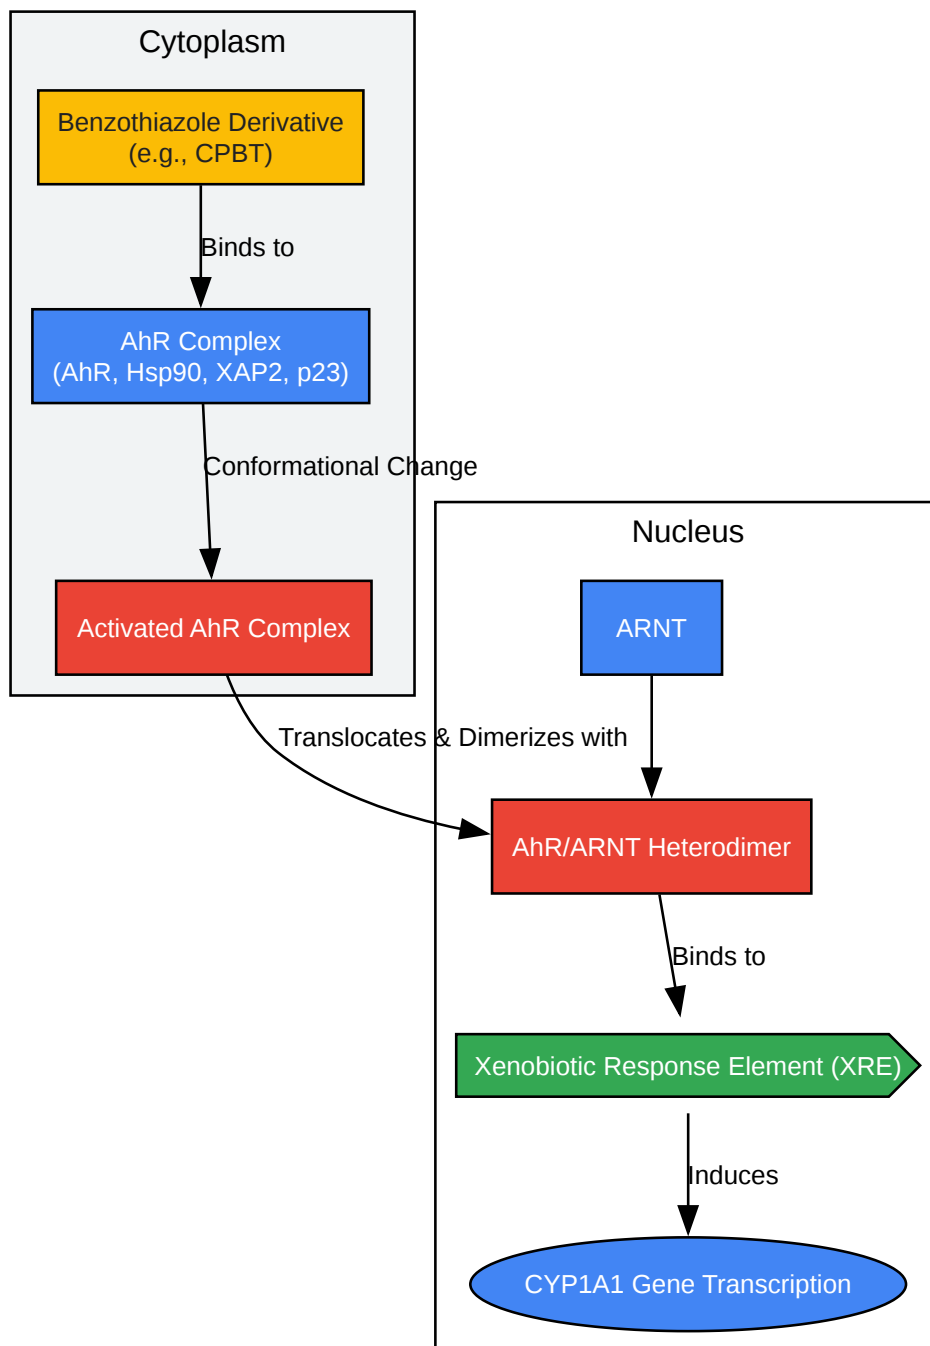 Cytoplasm
Benzothiazole Derivative
(e.g., CPBT)
Binds to
AhR Complex
(AhR, Hsp90, XAP2, p23)
Conformational Change
Activated AhR Complex
Nucleus
ARNT
Translocates & Dimerizes with
AhR/ARNT Heterodimer
Binds to
Xenobiotic Response Element (XRE)
Induces
CYP1A1 Gene Transcription